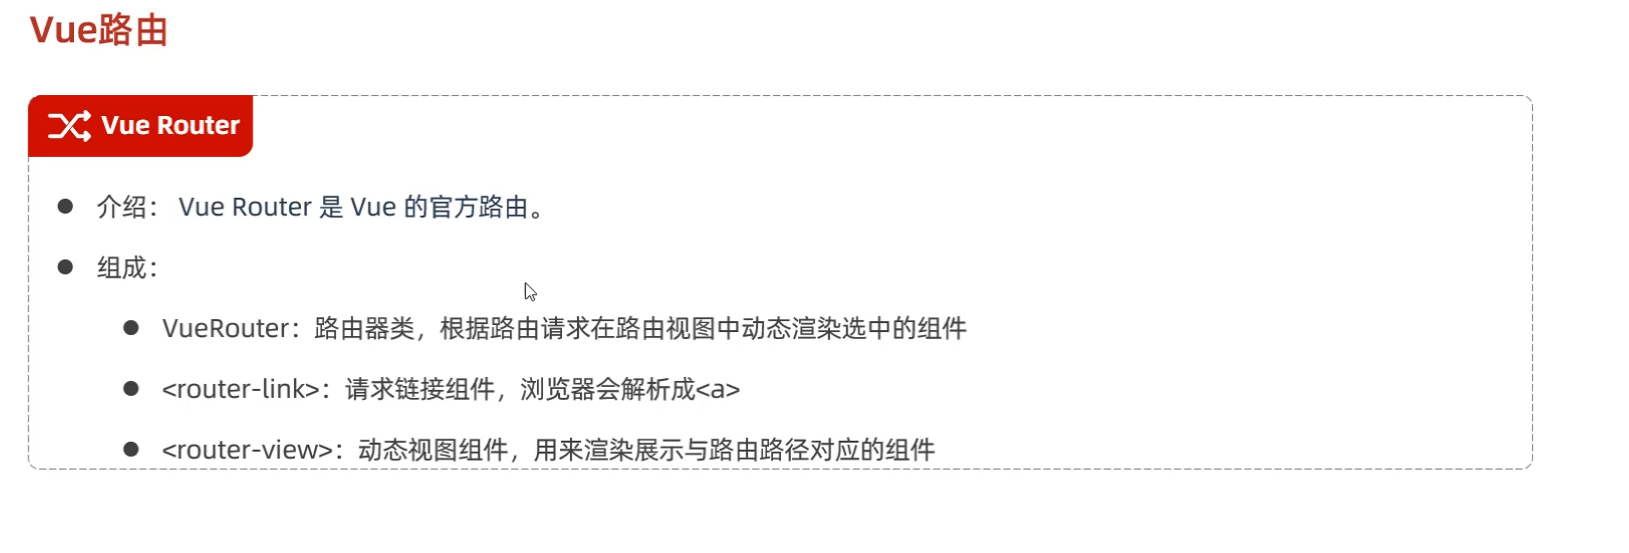 Vue路由
Vue Router
介绍： Vue Router 是 Vue 的官方路由。
组成：
VueRouter：路由器类，根据路由请求在路由视图中动态渲染选中的组件
<router-link>：请求链接组件，浏览器会解析成<a>
<router-view>：动态视图组件，用来渲染展示与路由路径对应的组件